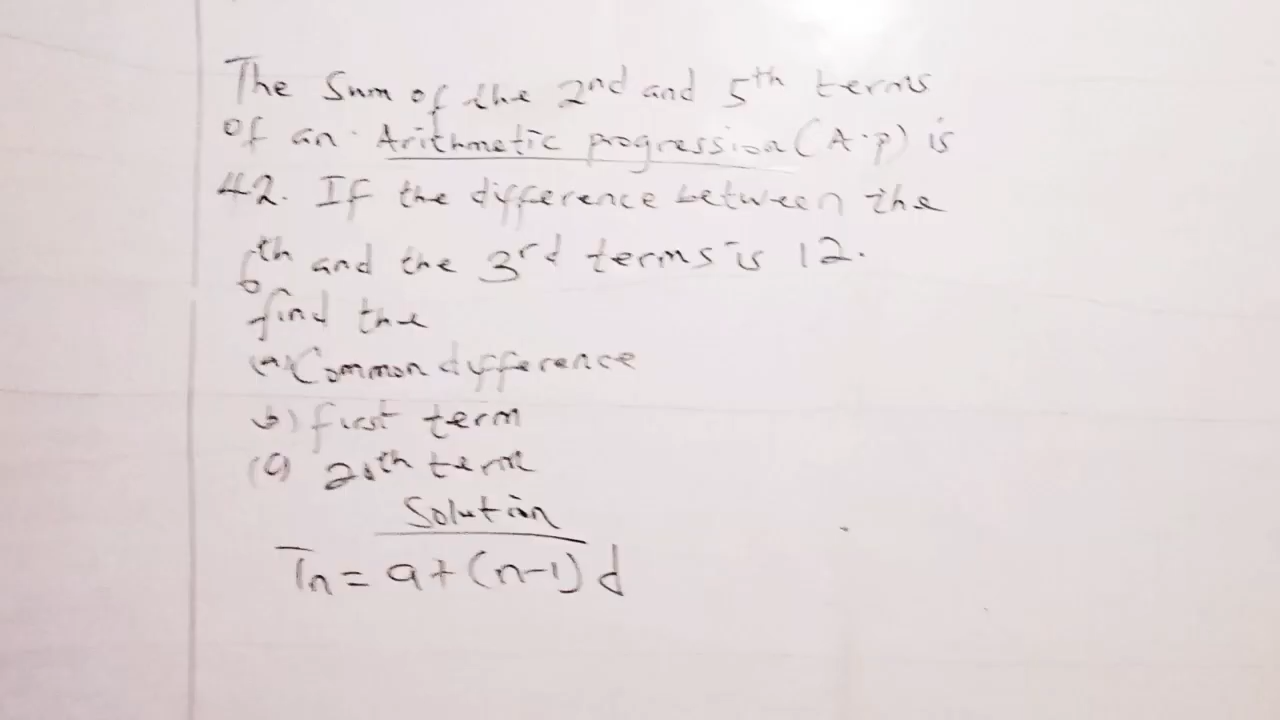 The Sum of the 2nd and 5th terms
Of an Arithmetic progression (A.p) is
42. If the difference between the
6th and the 3rd terms is 12.
find the
(a) Common difference
b) first term
(c) 20th term
Solution
Tn = a + (n-1) d